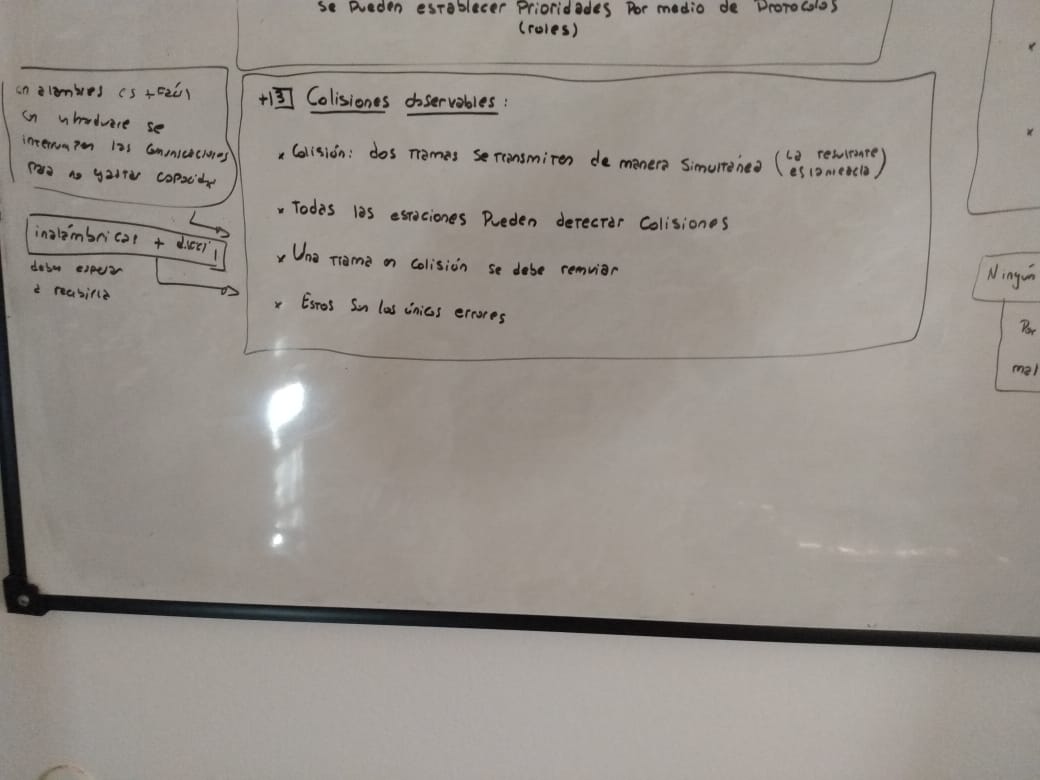 se pueden establecer prioridades por medio de protocolos
(roles)
en alambres es + fácil
un hardware se
interrumpen las comunicaciones
para no gastar capacidad
inalámbricas + difícil
debe esperar
a recibirla
+13 Colisiones observables:
x Colisión: dos tramas se transmiten de manera simultánea (La resultante
es
x Todas las estaciones pueden detectar colisiones
x Una trama en colisión se debe remviar
x Estos son los únicos errores
Ningún
Por
mal